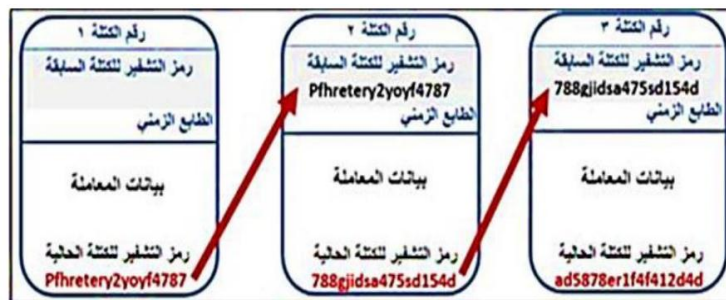 رقم الكتلة ١
رمز التشفير للكتلة السابقة
الطابع الزمني
بيانات المعاملة
رمز التشفير للكتلة الحالية
Pfhretery2yoyf4787
رقم الكتلة ٢
رمز التشفير للكتلة السابقة
Pfhretery2yoyf4787
الطابع الزمني
بيانات المعاملة
رمز التشفير للكتلة الحالية
788gjidsa475sd154d
رقم الكتلة ٣
رمز التشفير للكتلة السابقة
788gjidsa475sd154d
الطابع الزمني
بيانات المعاملة
رمز التشفير للكتلة الحالية
ad5878er1f4f412d4d